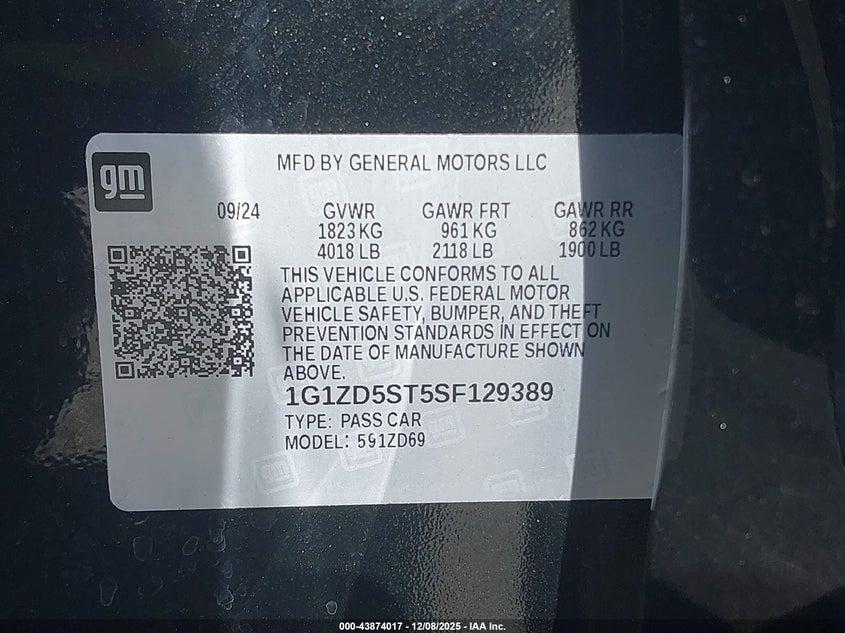 gm
MFD BY GENERAL MOTORS LLC
09/24 GVWR GAWR FRT GAWR RR
1823 KG 961 KG 862 KG
4018 LB 2118 LB 1900 LB
THIS VEHICLE CONFORMS TO ALL
APPLICABLE U.S. FEDERAL MOTOR
VEHICLE SAFETY, BUMPER, AND THEFT
PREVENTION STANDARDS IN EFFECT ON
THE DATE OF MANUFACTURE SHOWN
ABOVE.
1G1ZD5ST5SF129389
TYPE: PASS CAR
MODEL: 591ZD69
000-43874017 - 12/08/2025 - IAA Inc.